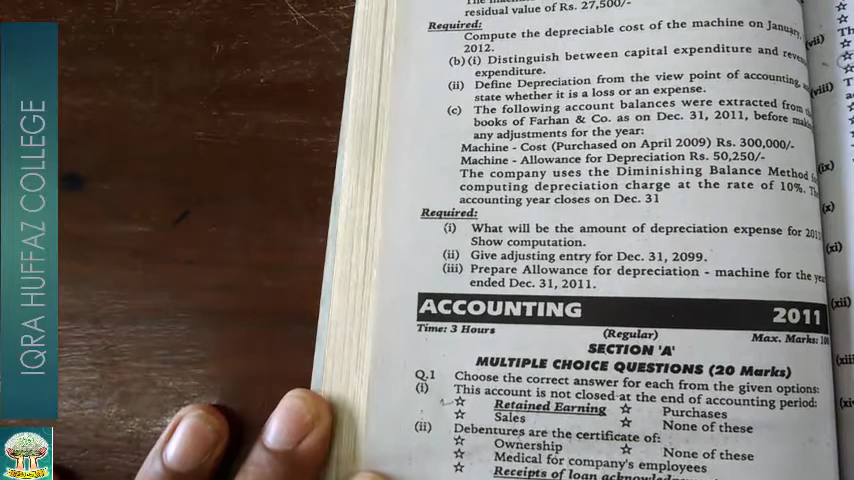 IQRA HUFFAZ COLLEGE
residual value of Rs. 27,500/-
Required:
Compute the depreciable cost of the machine on January,
2012.
(b) (i) Distinguish between capital expenditure and
expenditure.
(ii) Define Depreciation from the view point of accounting,
state whether it is a loss or an expense.
(c) The following account balances were extracted from
books of Farhan & Co. as on Dec. 31, 2011, before
any adjustments for the year:
Machine - Cost (Purchased on April 2009) Rs. 300,000/-
Machine - Allowance for Depreciation Rs. 50,250/-
The company uses the Diminishing Balance Method
computing depreciation charge at the rate of 10%.
accounting year closes on Dec. 31
Required:
(i) What will be the amount of depreciation expense for
Show computation.
(ii) Give adjusting entry for Dec. 31, 2099.
(iii) Prepare Allowance for depreciation - machine for the
ended Dec. 31, 2011.
ACCOUNTING 2011
Time: 3 Hours (Regular) Max. Marks:
SECTION 'A'
MULTIPLE CHOICE QUESTIONS (20 Marks)
Q.1 Choose the correct answer for each from the given options:
(i) This account is not closed at the end of accounting period:
☆ Retained Earning ☆ Purchases
☆ Sales ☆ None of these
(ii) Debentures are the certificate of:
☆ Ownership ☆ None of these
☆ Medical for company's employees
☆ Receipts of loan
(vii)
(viii)
(ix)
(x)
(xi)
(xii)